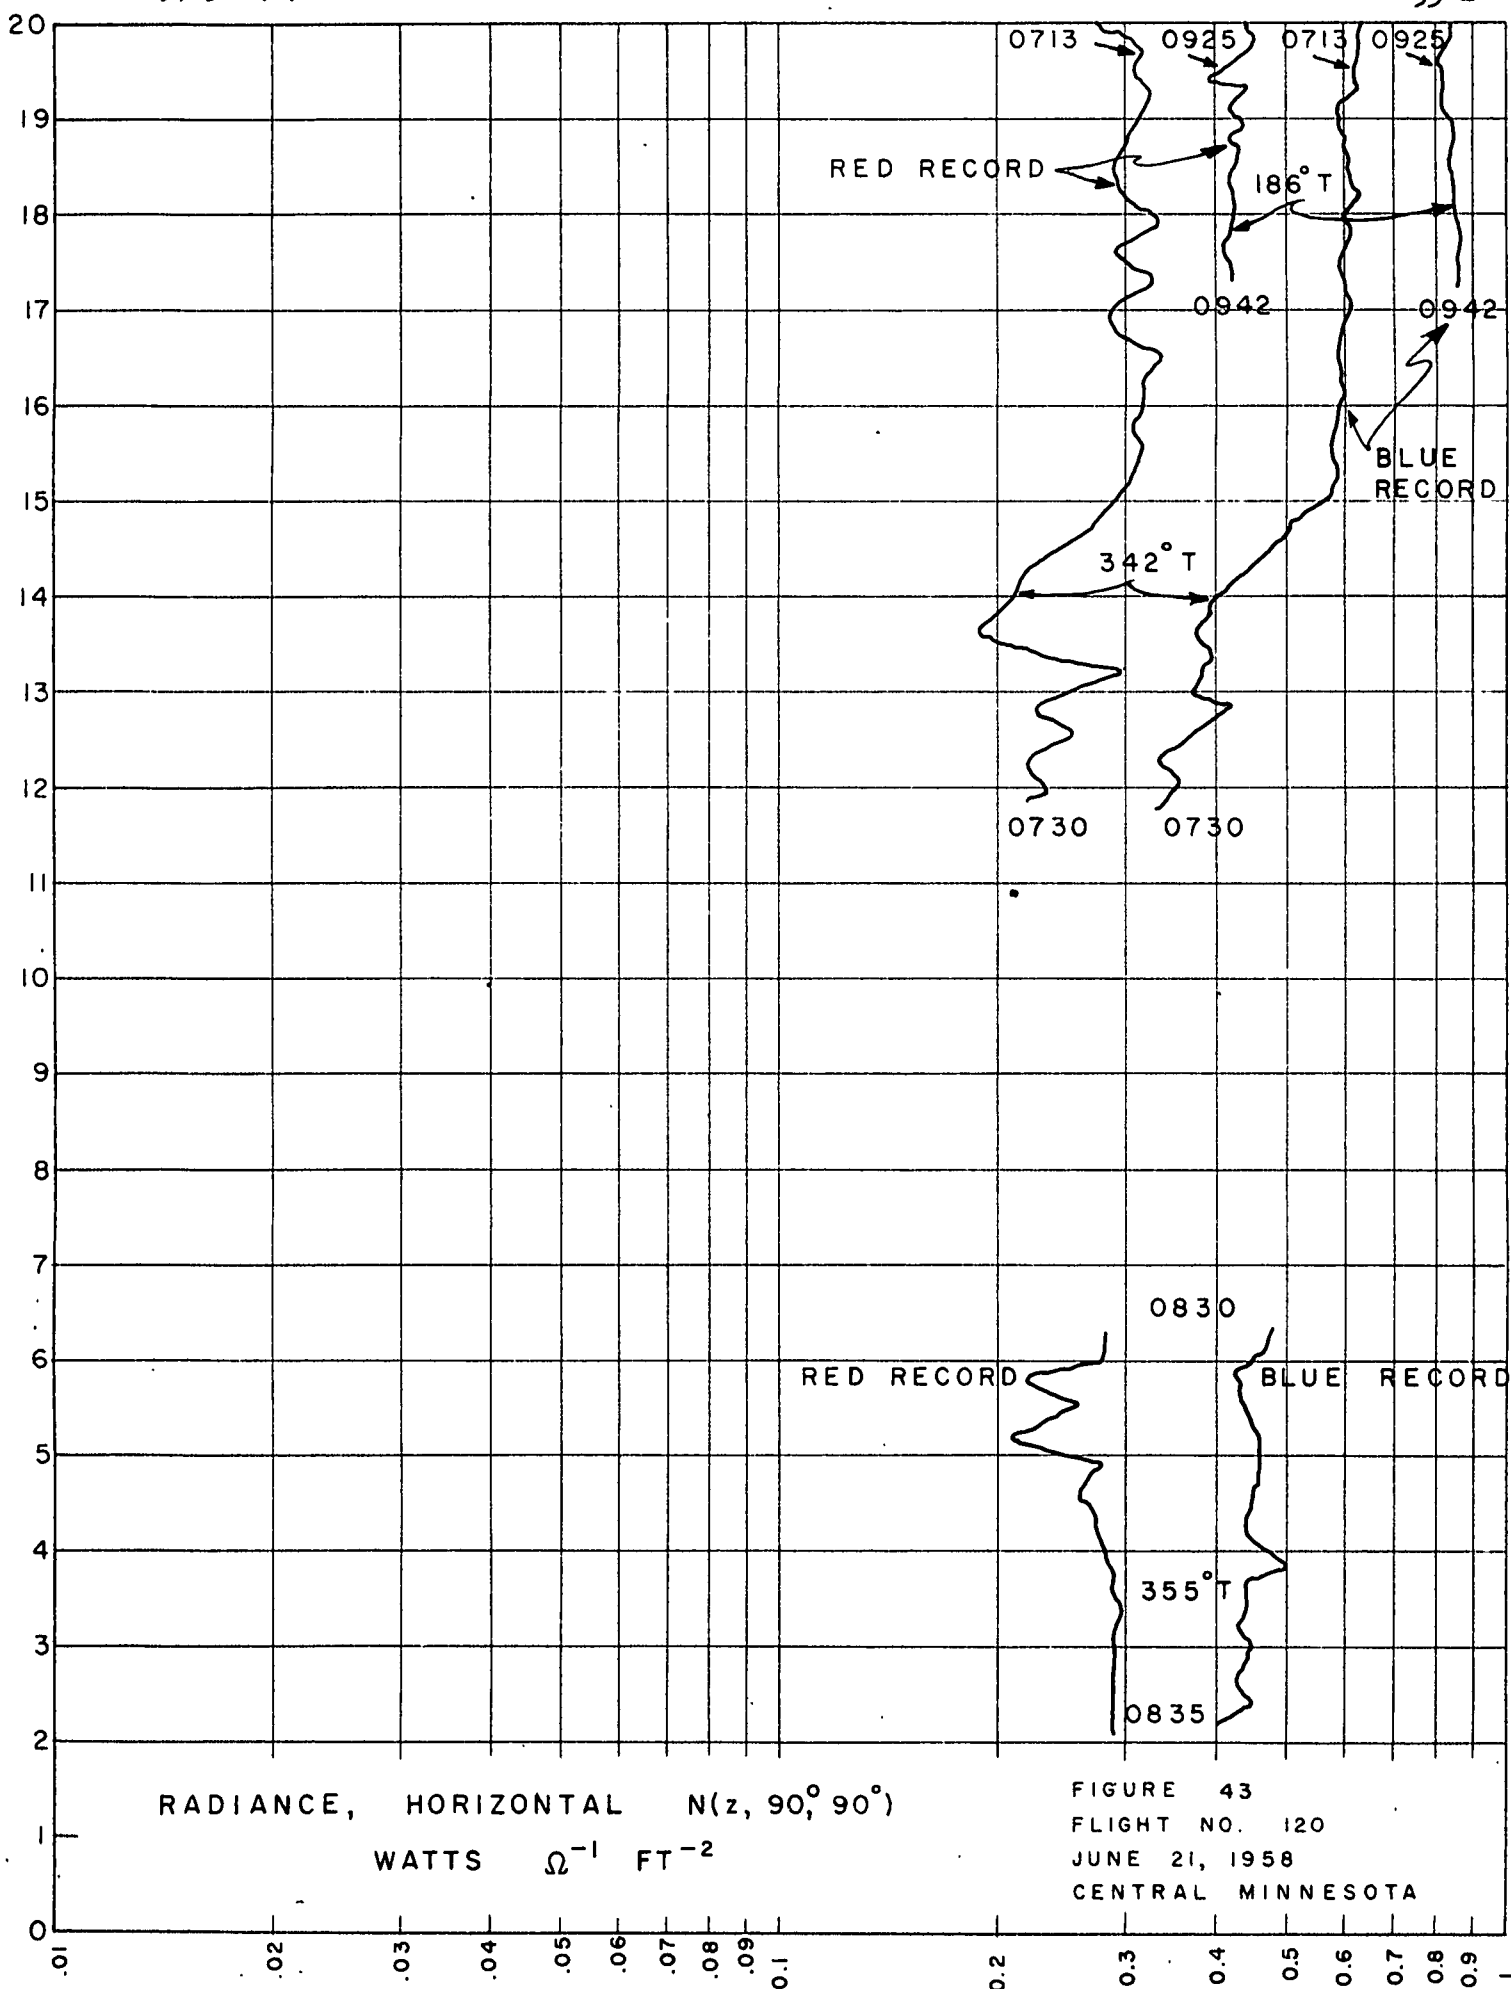 20
0713 0925 0713 0925
19
RED RECORD
186° T
18
17
0942 0942
16
BLUE
RECORD
15
342° T
14
13
12
0730 0730
11
10
9
8
7
0830
6
RED RECORD BLUE RECORD
5
4
355° T
3
0835
2
RADIANCE, HORIZONTAL N(z, 90°, 90°)
WATTS Ω⁻¹ FT⁻²
1
FIGURE 43
FLIGHT NO. 120
JUNE 21, 1958
CENTRAL MINNESOTA
0
.01 .02 .03 .04 .05 .06 .07 .08 .09 0.1 0.2 0.3 0.4 0.5 0.6 0.7 0.8 0.9 1